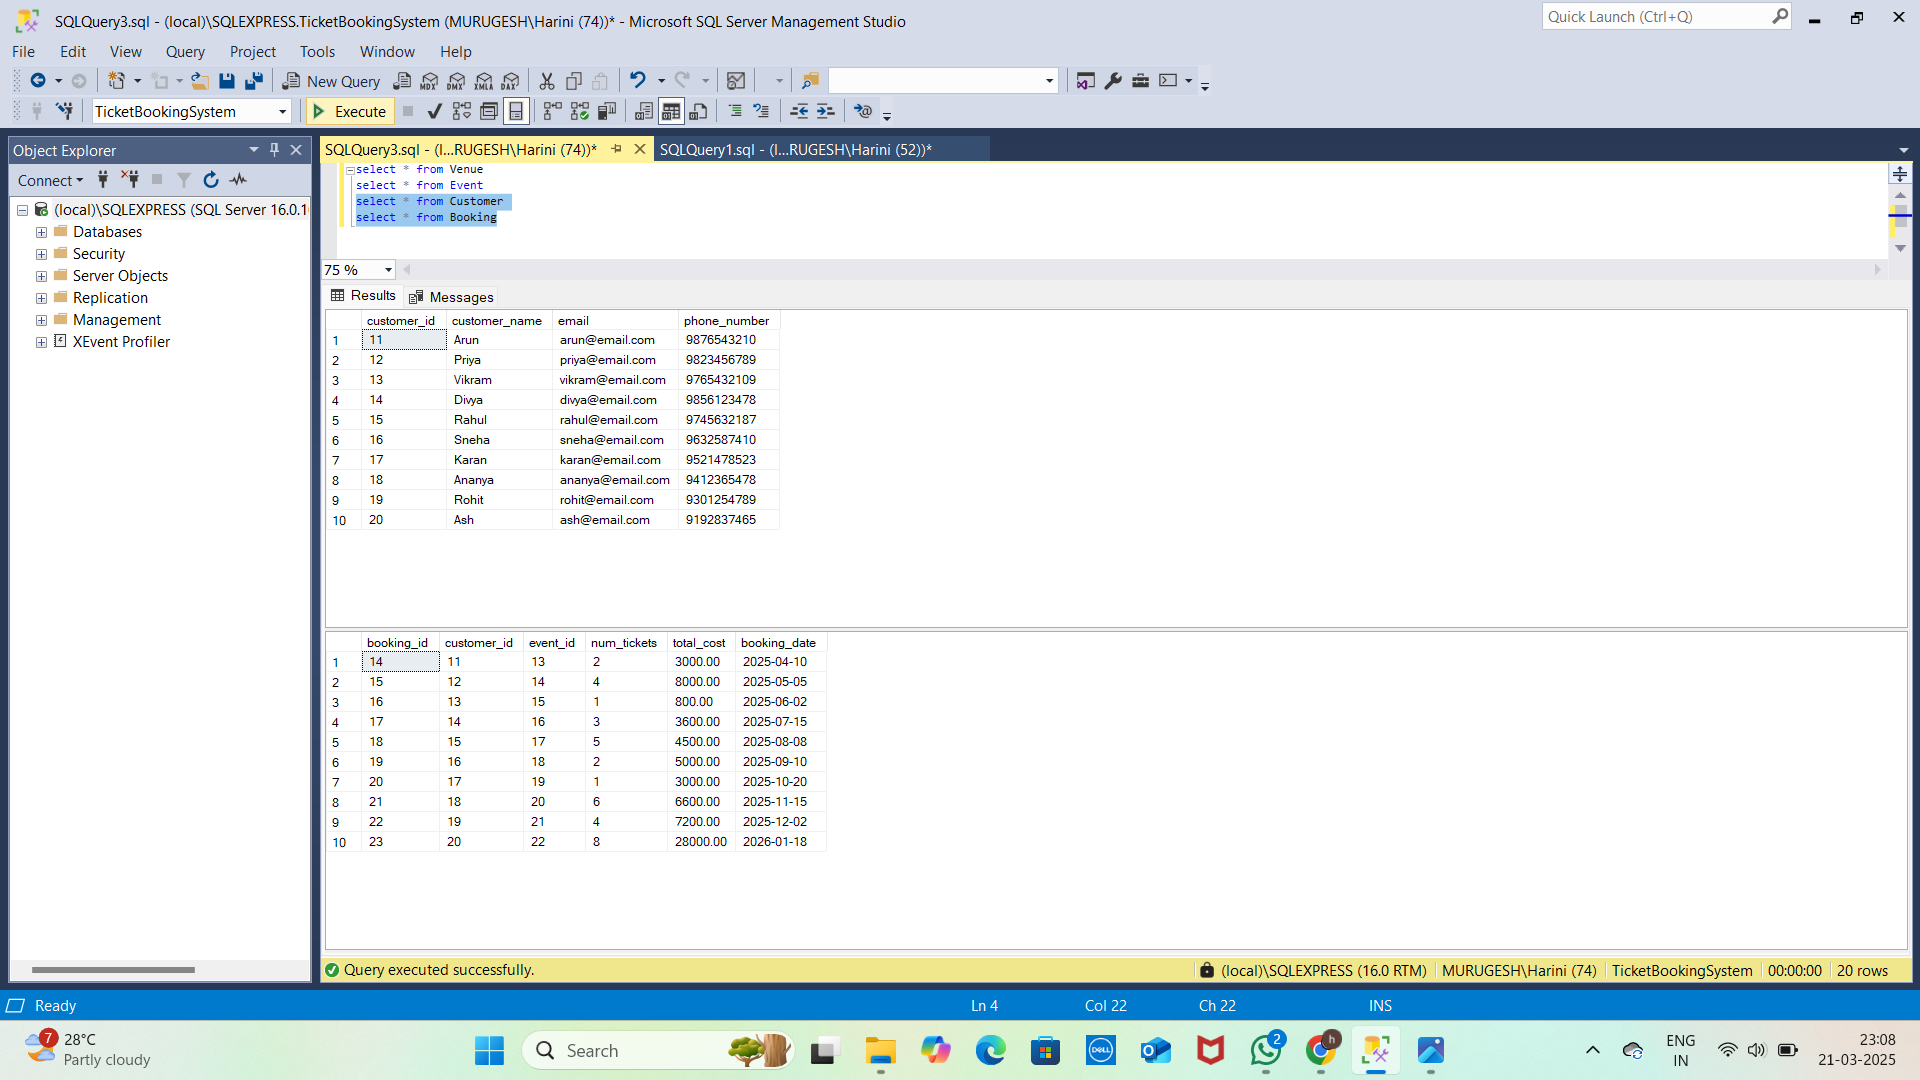 SQLQuery3.sql - (local)\SQLEXPRESS.TicketBookingSystem (MURUGESH\Harini (74))* - Microsoft SQL Server Management Studio
Quick Launch (Ctrl+Q)
File Edit View Query Project Tools Window Help
New Query MDX DMX XMLA DAX
TicketBookingSystem Execute
Object Explorer
Connect
(local)\SQLEXPRESS (SQL Server 16.0.1
Databases
Security
Server Objects
Replication
Management
XEvent Profiler
SQLQuery3.sql - (l...RUGESH\Harini (74))* SQLQuery1.sql - (l...RUGESH\Harini (52))*
select * from Venue
select * from Event
select * from Customer
select * from Booking
75 %
Results Messages
customer_id customer_name email phone_number
1 11 Arun arun@email.com 9876543210
2 12 Priya priya@email.com 9823456789
3 13 Vikram vikram@email.com 9765432109
4 14 Divya divya@email.com 9856123478
5 15 Rahul rahul@email.com 9745632187
6 16 Sneha sneha@email.com 9632587410
7 17 Karan karan@email.com 9521478523
8 18 Ananya ananya@email.com 9412365478
9 19 Rohit rohit@email.com 9301254789
10 20 Ash ash@email.com 9192837465
booking_id customer_id event_id num_tickets total_cost booking_date
1 14 11 13 2 3000.00 2025-04-10
2 15 12 14 4 8000.00 2025-05-05
3 16 13 15 1 800.00 2025-06-02
4 17 14 16 3 3600.00 2025-07-15
5 18 15 17 5 4500.00 2025-08-08
6 19 16 18 2 5000.00 2025-09-10
7 20 17 19 1 3000.00 2025-10-20
8 21 18 20 6 6600.00 2025-11-15
9 22 19 21 4 7200.00 2025-12-02
10 23 20 22 8 28000.00 2026-01-18
Query executed successfully. (local)\SQLEXPRESS (16.0 RTM) MURUGESH\Harini (74) TicketBookingSystem 00:00:00 20 rows
Ready Ln 4 Col 22 Ch 22 INS
7 28°C
Partly cloudy
Search
DELL
2
h
ENG
IN
23:08
21-03-2025